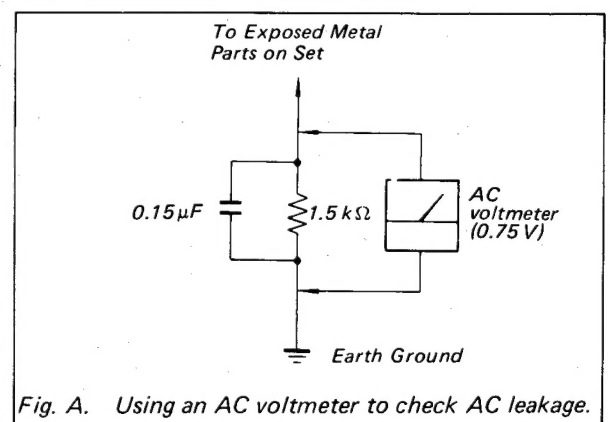 To Exposed Metal
Parts on Set
0.15μF
1.5 kΩ
AC
voltmeter
(0.75 V)
Earth Ground
Fig. A. Using an AC voltmeter to check AC leakage.